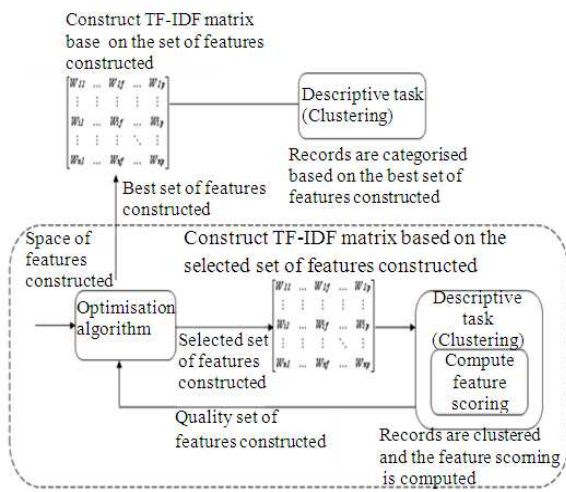 Construct TF-IDF matrix
base on the set of features
constructed
W11 ... W1f ... W1p
⋮ ⋮ ⋮ ⋮ ⋮
Wi1 ... Wif ... Wip
⋮ ⋮ ⋮ ⋱ ⋮
Wn1 ... Wnf ... Wnp
Descriptive task
(Clustering)
Records are categorised
based on the best set of
features constructed
Best set of features
constructed
Space of
features
constructed
Construct TF-IDF matrix based on the
selected set of features constructed
Optimisation
algorithm
Selected set
of features
constructed
W11 ... W1f ... W1p
⋮ ⋮ ⋮ ⋮ ⋮
Wi1 ... Wif ... Wip
⋮ ⋮ ⋮ ⋱ ⋮
Wn1 ... Wnf ... Wnp
Descriptive
task
(Clustering)
Compute
feature
scoring
Quality set of
features constructed
Records are clustered
and the feature scoming
is computed